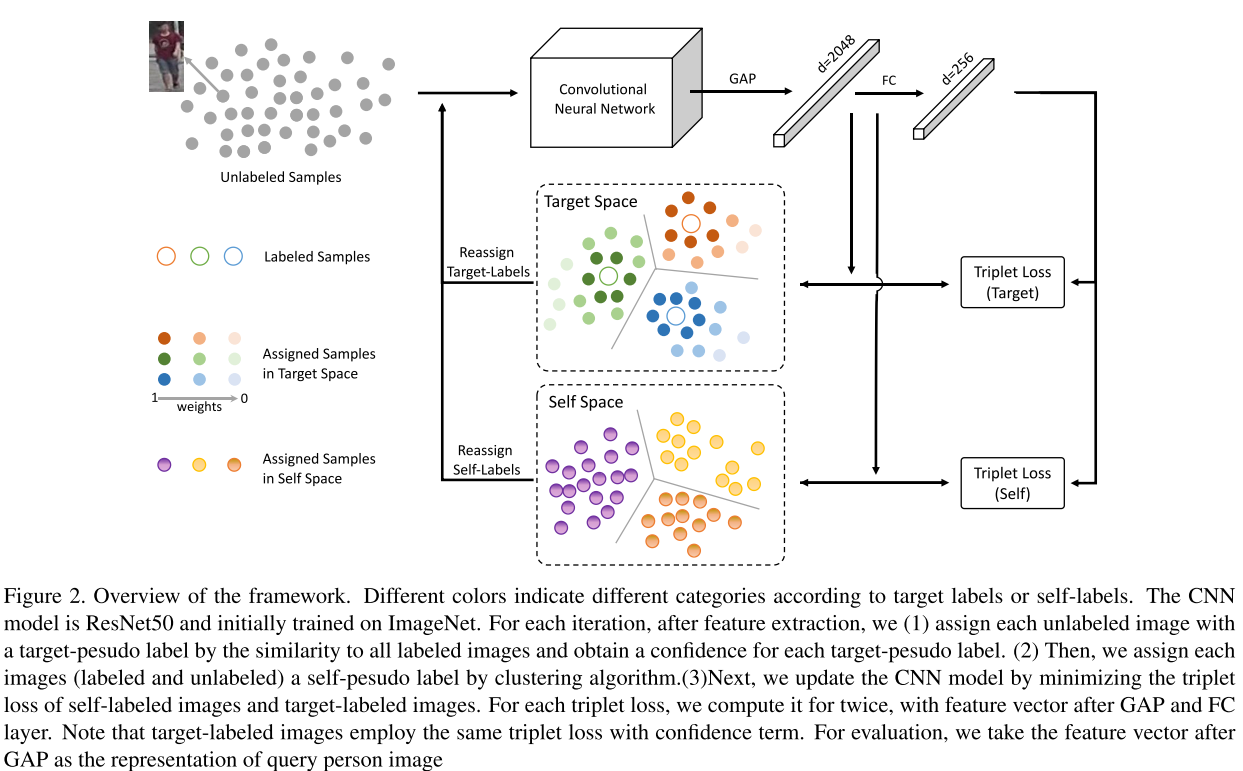 Unlabeled Samples
Convolutional
Neural Network
GAP
d=2048
FC
d=256
Labeled Samples
Assigned Samples
in Target Space
1
weights
0
Assigned Samples
in Self Space
Reassign
Target-Labels
Reassign
Self-Labels
Target Space
Self Space
Triplet Loss
(Target)
Triplet Loss
(Self)
Figure 2. Overview of the framework. Different colors indicate different categories according to target labels or self-labels. The CNN
model is ResNet50 and initially trained on ImageNet. For each iteration, after feature extraction, we (1) assign each unlabeled image with
a target-pesudo label by the similarity to all labeled images and obtain a confidence for each target-pesudo label. (2) Then, we assign each
images (labeled and unlabeled) a self-pesudo label by clustering algorithm.(3)Next, we update the CNN model by minimizing the triplet
loss of self-labeled images and target-labeled images. For each triplet loss, we compute it for twice, with feature vector after GAP and FC
layer. Note that target-labeled images employ the same triplet loss with confidence term. For evaluation, we take the feature vector after
GAP as the representation of query person image